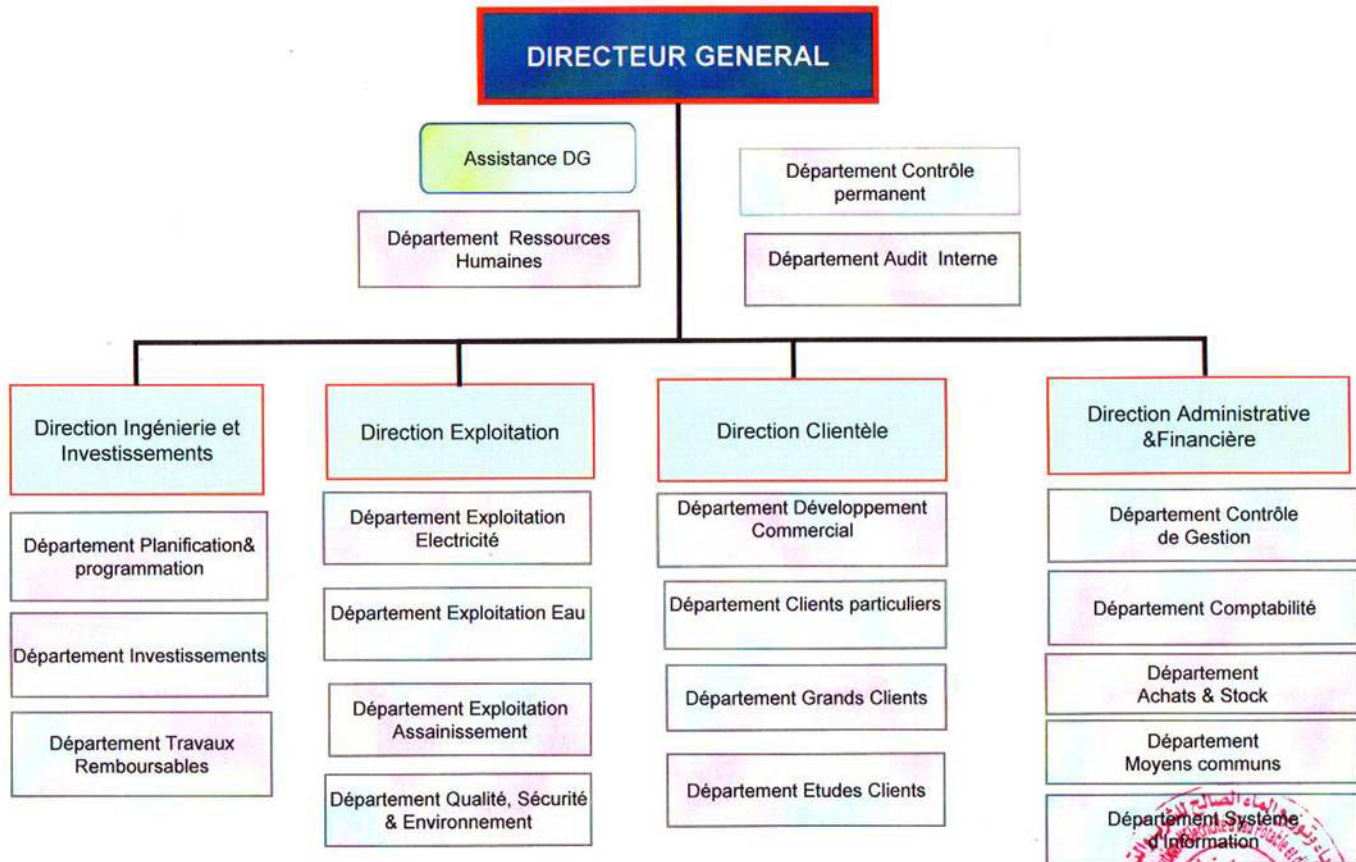 DIRECTEUR GENERAL
Assistance DG
Département Contrôle
permanent
Département Ressources
Humaines
Département Audit Interne
Direction Ingénierie et
Investissements
Département Planification&
programmation
Département Investissements
Département Travaux
Remboursables
Direction Exploitation
Département Exploitation
Electricité
Département Exploitation Eau
Département Exploitation
Assainissement
Département Qualité, Sécurité
& Environnement
Direction Clientèle
Département Développement
Commercial
Département Clients particuliers
Département Grands Clients
Département Etudes Clients
Direction Administrative
&Financière
Département Contrôle
de Gestion
Département Comptabilité
Département
Achats & Stock
Département
Moyens communs
Département Système
d'Information